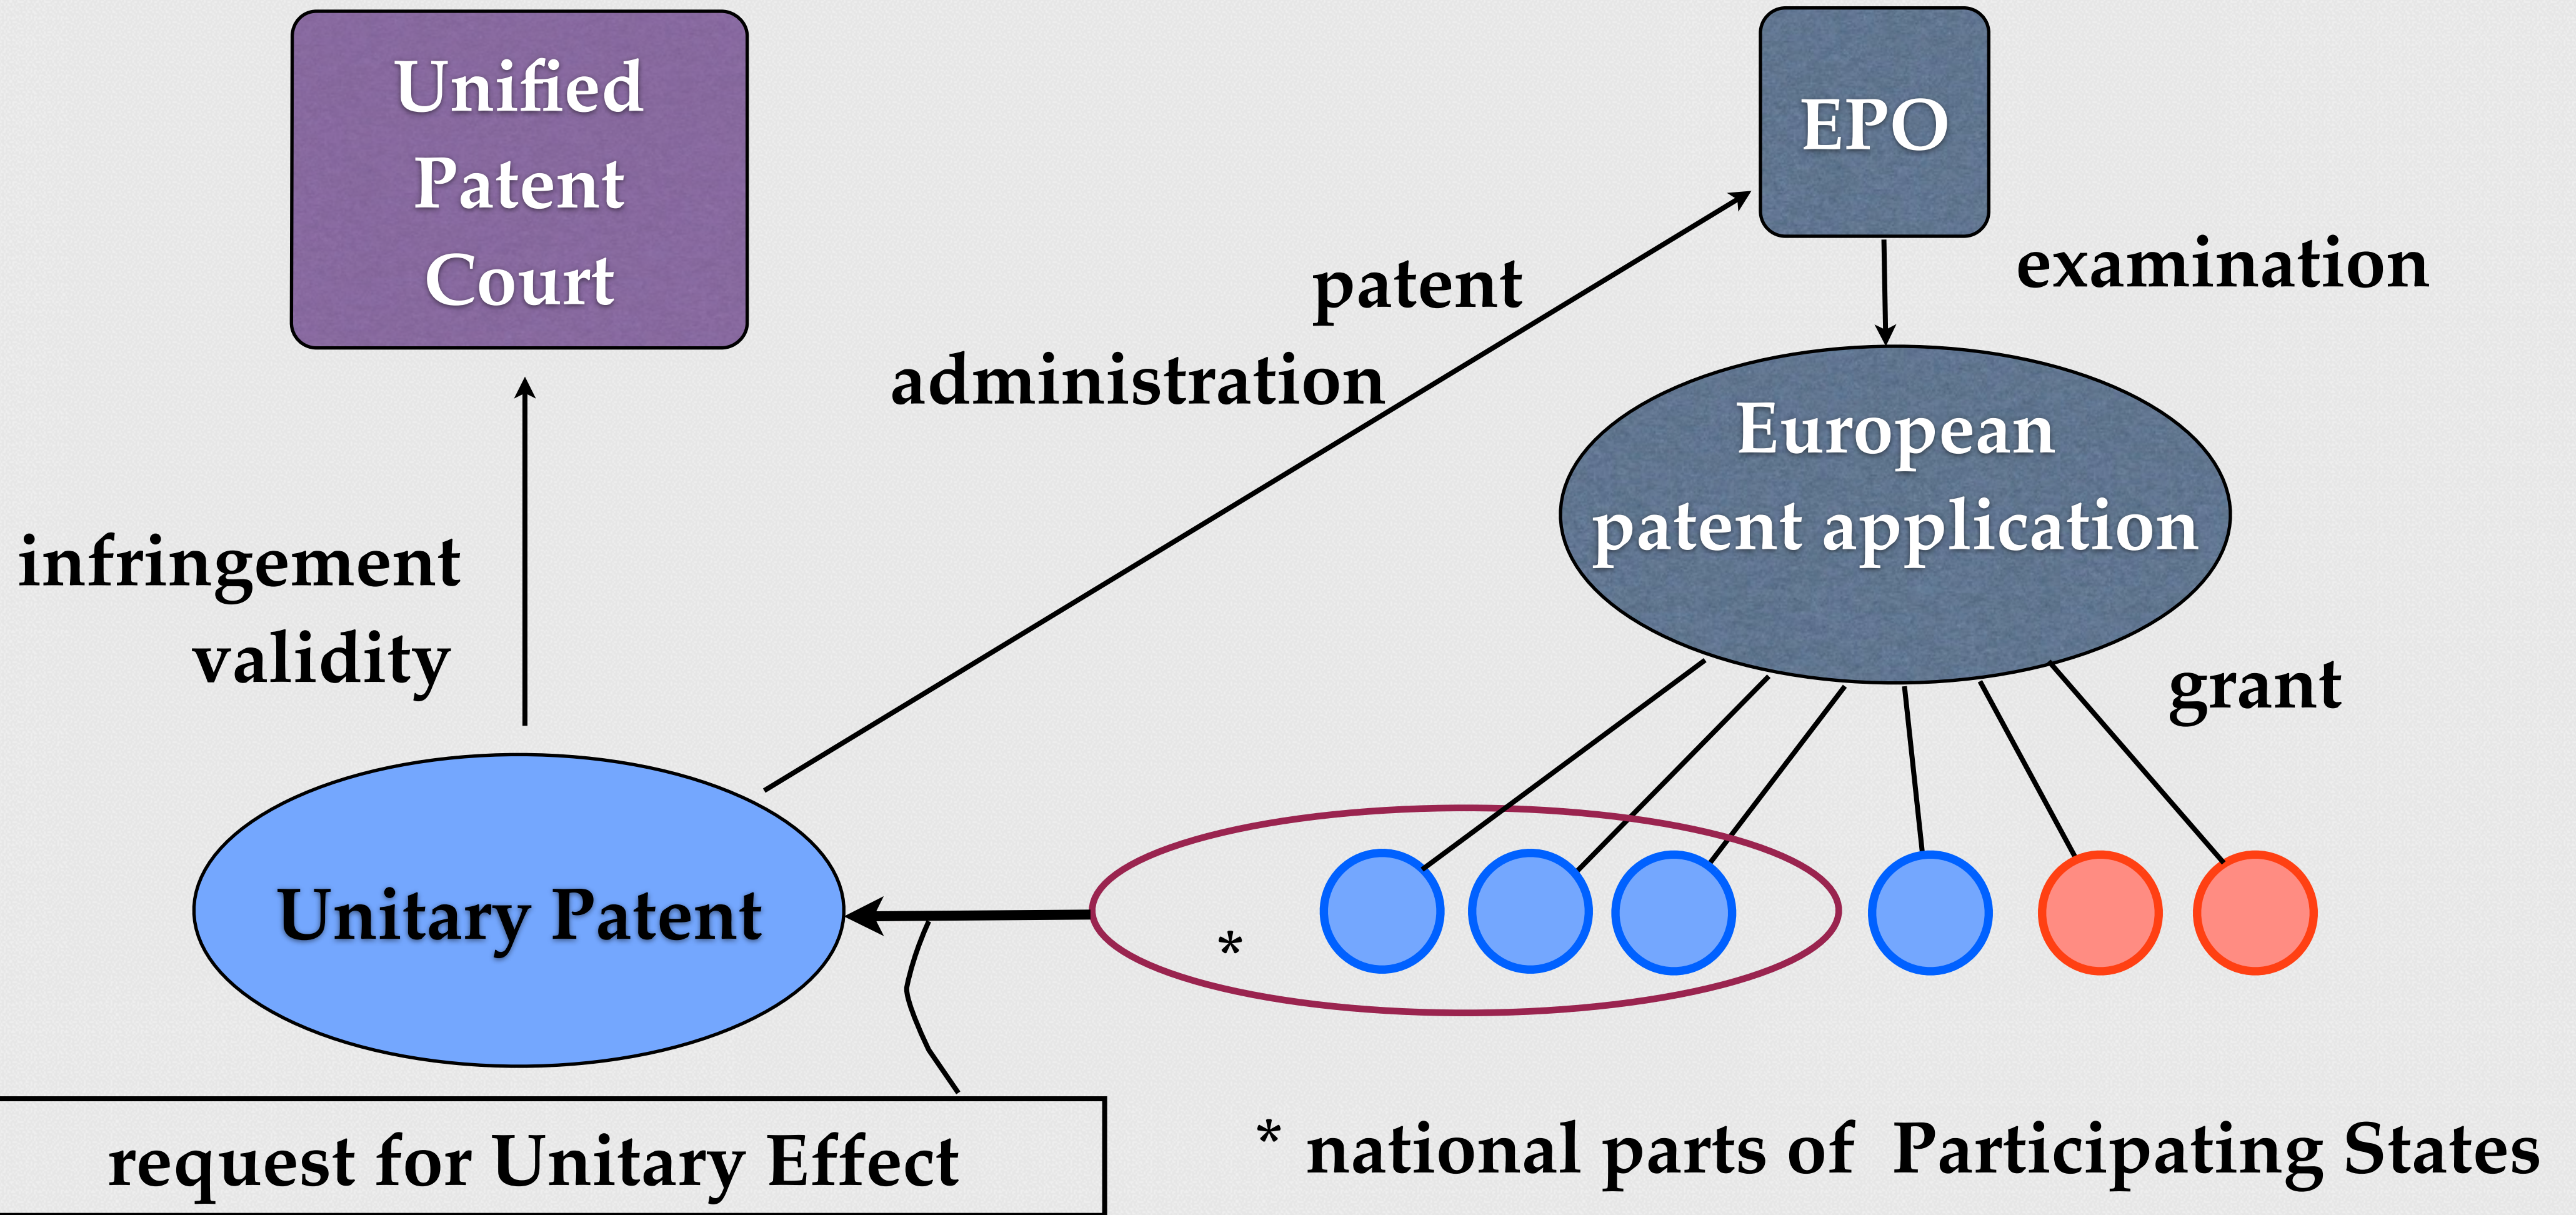 Unified
Patent
Court
EPO
patent
administration
examination
European
patent application
infringement
validity
grant
Unitary Patent
*
request for Unitary Effect
* national parts of Participating States